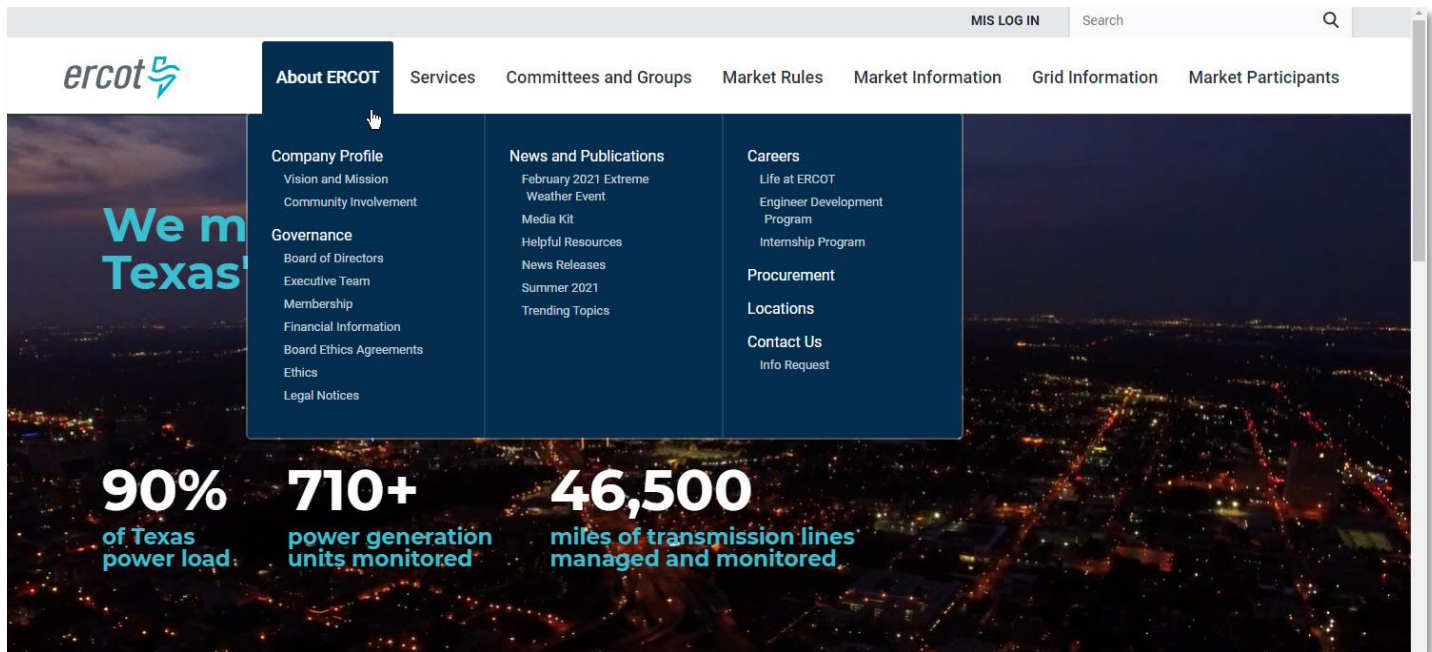 MIS LOG IN
Search
ercot
About ERCOT
Services
Committees and Groups
Market Rules
Market Information
Grid Information
Market Participants
Company Profile
Vision and Mission
Community Involvement
Governance
Board of Directors
Executive Team
Membership
Financial Information
Board Ethics Agreements
Ethics
Legal Notices
News and Publications
February 2021 Extreme
Weather Event
Media Kit
Helpful Resources
News Releases
Summer 2021
Trending Topics
Careers
Life at ERCOT
Engineer Development
Program
Internship Program
Procurement
Locations
Contact Us
Info Request
We m
Texas'
90%
of Texas
power load
710+
power generation
units monitored
46,500
miles of transmission lines
managed and monitored